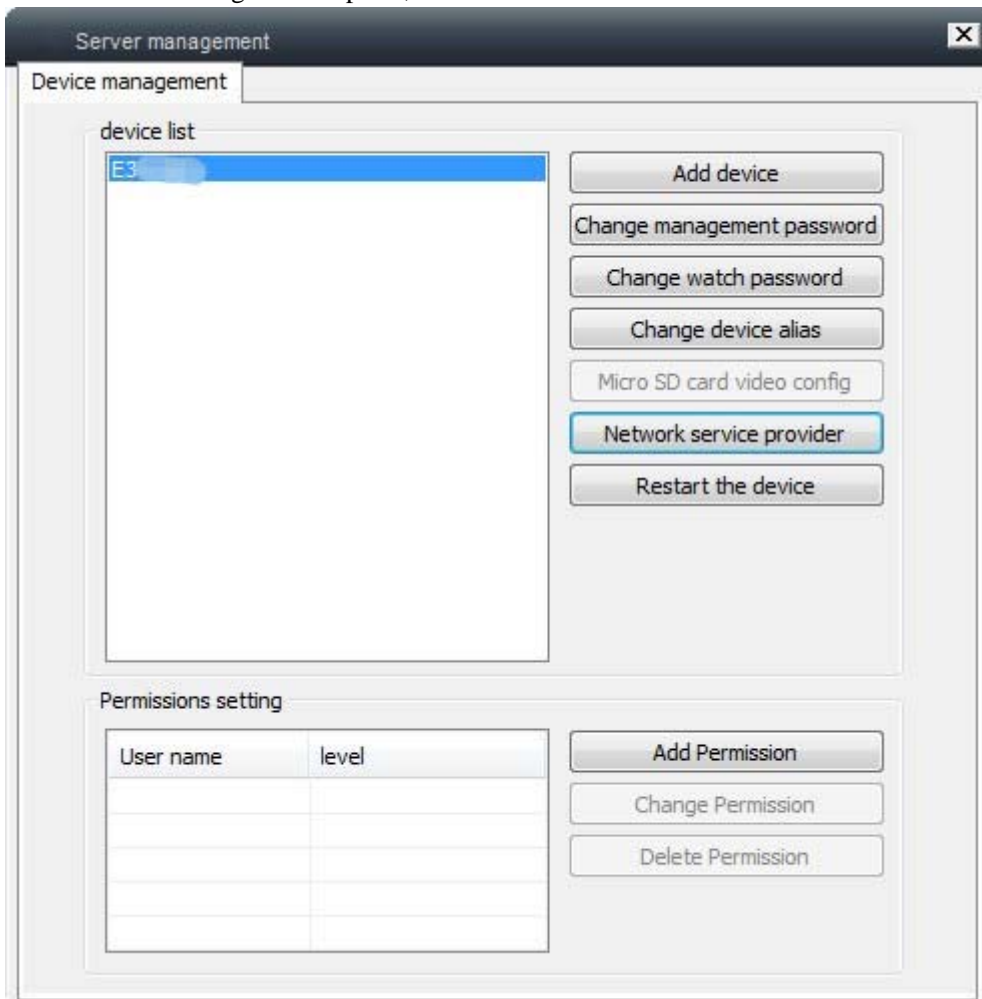 Server management
Device management
device list
E3
Add device
Change management password
Change watch password
Change device alias
Micro SD card video config
Network service provider
Restart the device
Permissions setting
User name level
Add Permission
Change Permission
Delete Permission